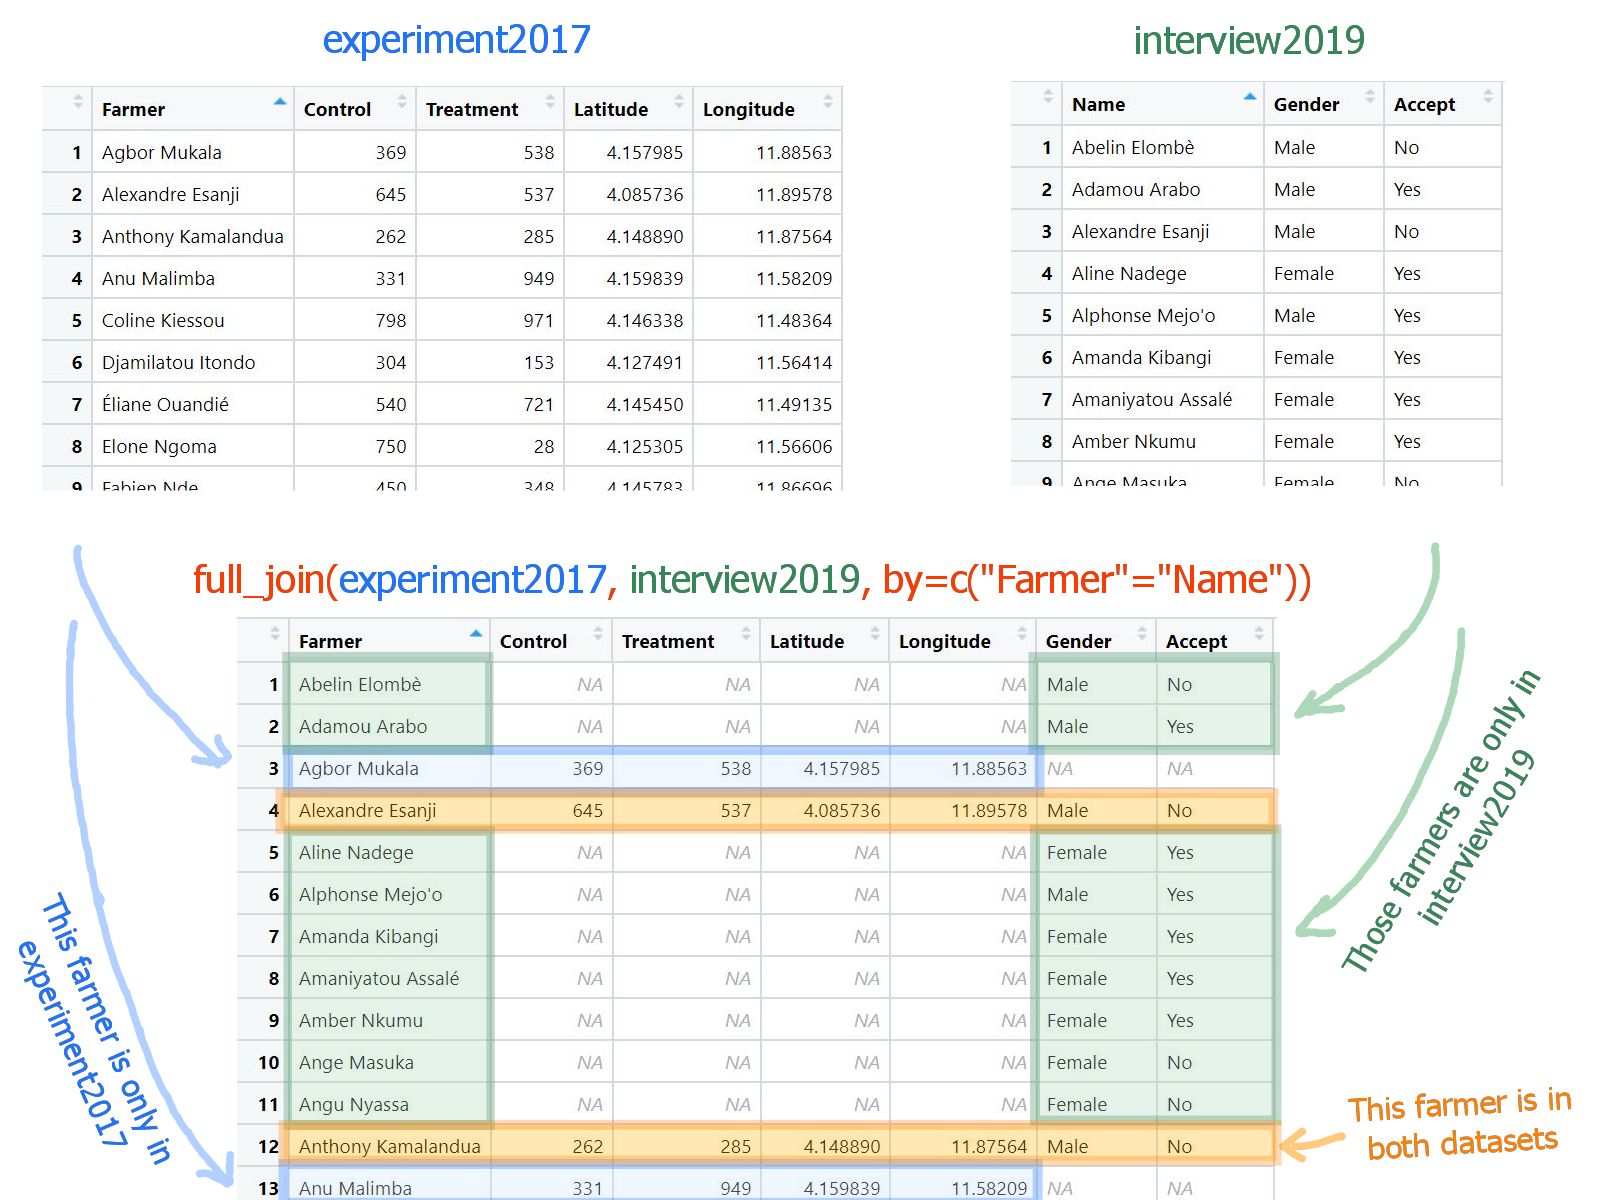 experiment2017
interview2019
Farmer Control Treatment Latitude Longitude
1 Agbor Mukala 369 538 4.157985 11.88563
2 Alexandre Esanji 645 537 4.085736 11.89578
3 Anthony Kamalandua 262 285 4.148890 11.87564
4 Anu Malimba 331 949 4.159839 11.58209
5 Coline Kiessou 798 971 4.146338 11.48364
6 Djamilatou Itondo 304 153 4.127491 11.56414
7 Éliane Ouandié 540 721 4.145450 11.49135
8 Elone Ngoma 750 28 4.125305 11.56606
9 Fabien Nde 450 348 4.145783 11.86696
Name Gender Accept
1 Abelin Elombè Male No
2 Adamou Arabo Male Yes
3 Alexandre Esanji Male No
4 Aline Nadege Female Yes
5 Alphonse Mejo'o Male Yes
6 Amanda Kibangi Female Yes
7 Amaniyatou Assalé Female Yes
8 Amber Nkumu Female Yes
9 Ange Masuka Female No
full_join(experiment2017, interview2019, by=c("Farmer"="Name"))
Farmer Control Treatment Latitude Longitude Gender Accept
1 Abelin Elombè NA NA NA NA Male No
2 Adamou Arabo NA NA NA NA Male Yes
3 Agbor Mukala 369 538 4.157985 11.88563 NA NA
4 Alexandre Esanji 645 537 4.085736 11.89578 Male No
5 Aline Nadege NA NA NA NA Female Yes
6 Alphonse Mejo'o NA NA NA NA Male Yes
7 Amanda Kibangi NA NA NA NA Female Yes
8 Amaniyatou Assalé NA NA NA NA Female Yes
9 Amber Nkumu NA NA NA NA Female Yes
10 Ange Masuka NA NA NA NA Female No
11 Angu Nyassa NA NA NA NA Female No
12 Anthony Kamalandua 262 285 4.148890 11.87564 Male No
13 Anu Malimba 331 949 4.159839 11.58209 NA NA
This farmer is only in
experiment2017
Those farmers are only in
interview2019
This farmer is in
both datasets